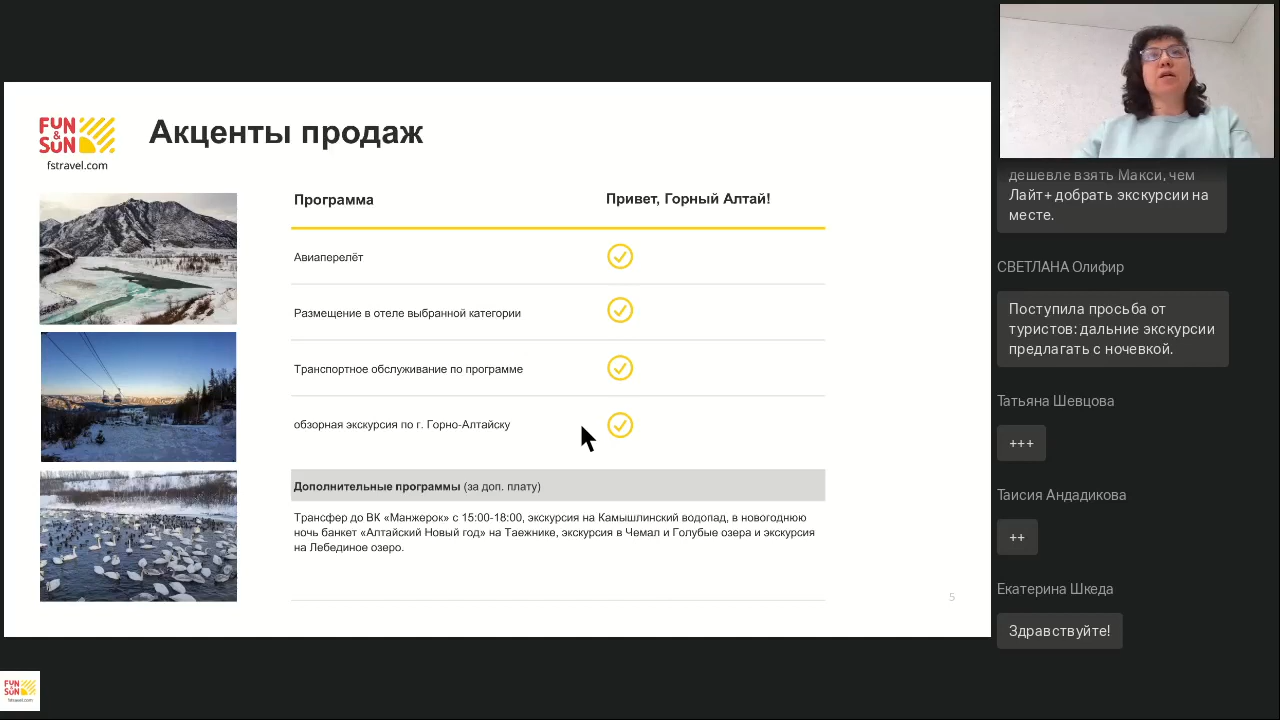 FUN
&
SUN
fstravel.com
Акценты продаж
Программа
Привет, Горный Алтай!
Авиаперелёт
Размещение в отеле выбранной категории
Транспортное обслуживание по программе
обзорная экскурсия по г. Горно-Алтайску
Дополнительные программы (за доп. плату)
Трансфер до ВК «Манжерок» с 15:00-18:00, экскурсия на Камышлинский водопад, в новогоднюю
ночь банкет «Алтайский Новый год» на Таежнике, экскурсия в Чемал и Голубые озера и экскурсия
на Лебединое озеро.
5
дешевле взять Макси, чем
Лайт+ добрать экскурсии на
месте.
СВЕТЛАНА Олифир
Поступила просьба от
туристов: дальние экскурсии
предлагать с ночевкой.
Татьяна Шевцова
+++
Таисия Андадикова
++
Екатерина Шкеда
Здравствуйте!
FUN
&
SUN
fstravel.com